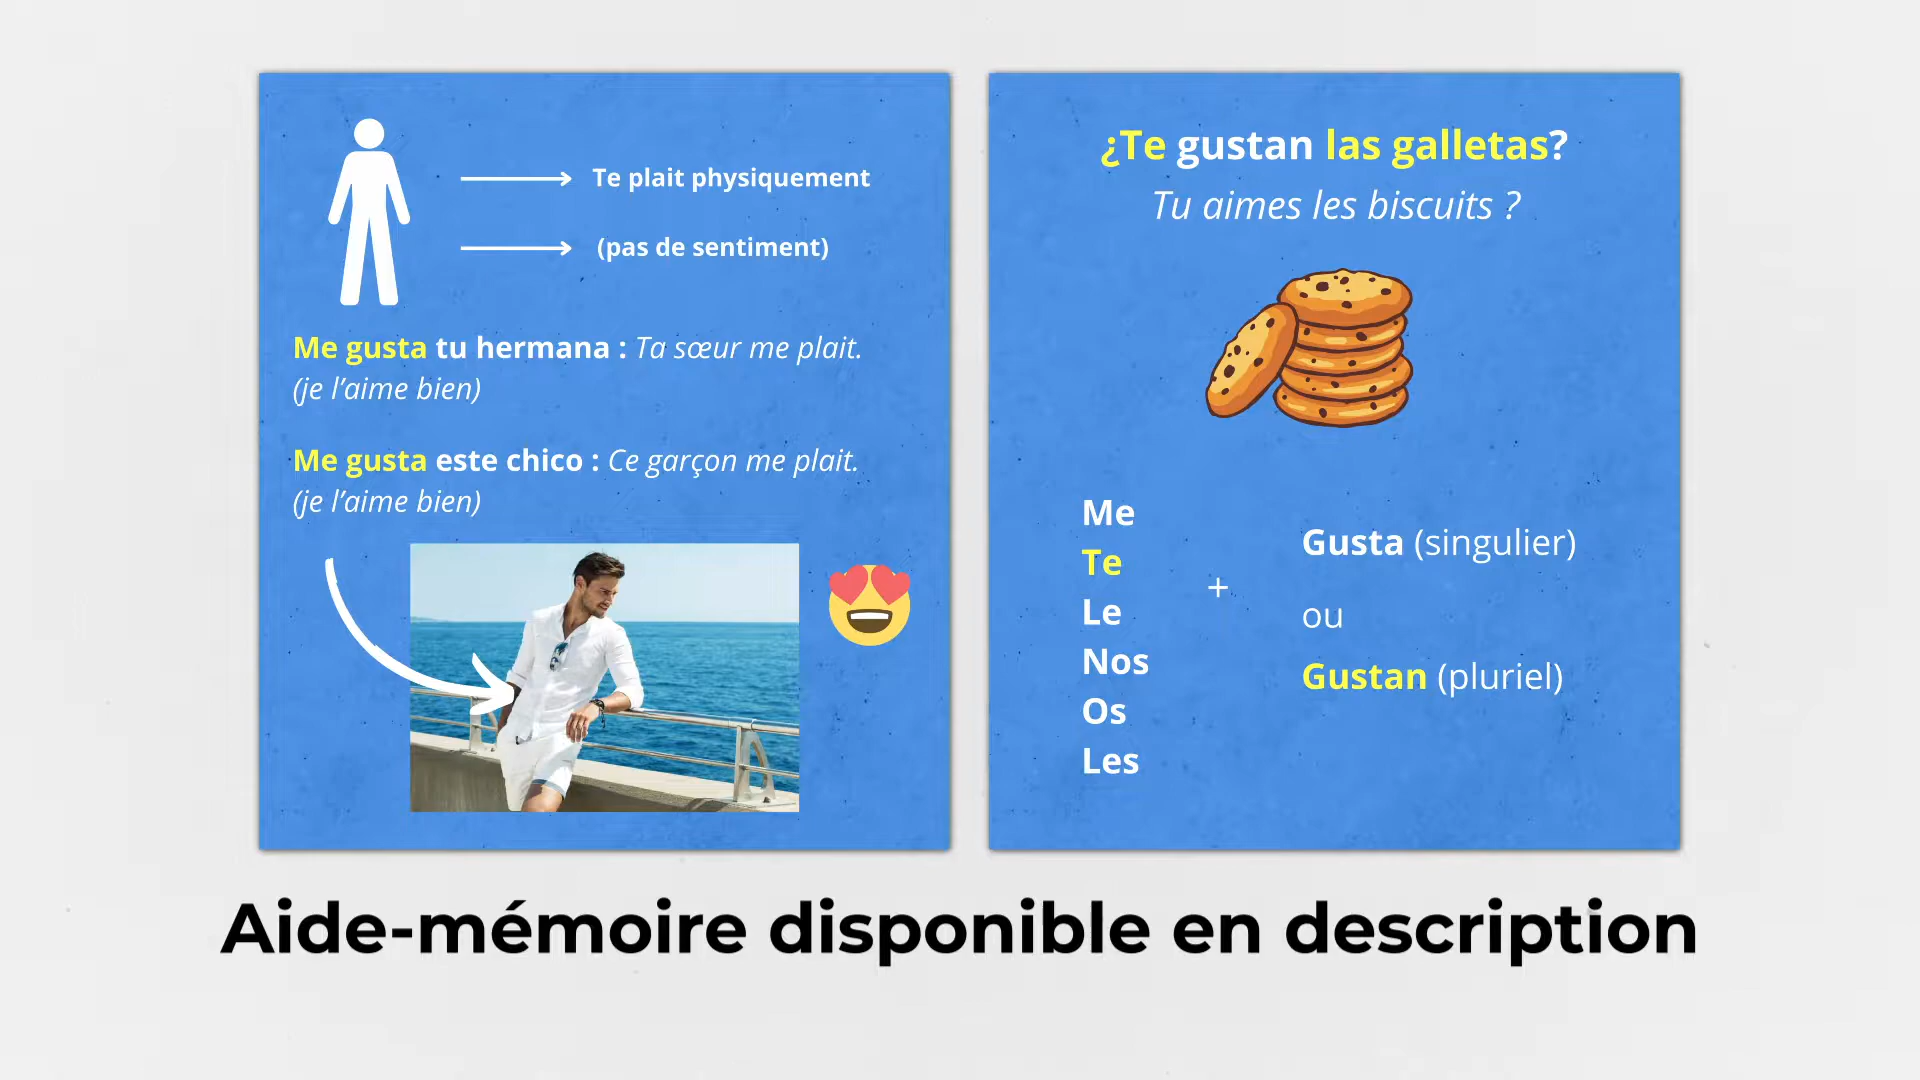 Te plait physiquement
(pas de sentiment)
Me gusta tu hermana : Ta sœur me plait.
(je l’aime bien)
Me gusta este chico : Ce garçon me plait.
(je l’aime bien)
¿Te gustan las galletas?
Tu aimes les biscuits ?
Me
Te
Le
Nos
Os
Les
+
Gusta (singulier)
ou
Gustan (pluriel)
Aide-mémoire disponible en description